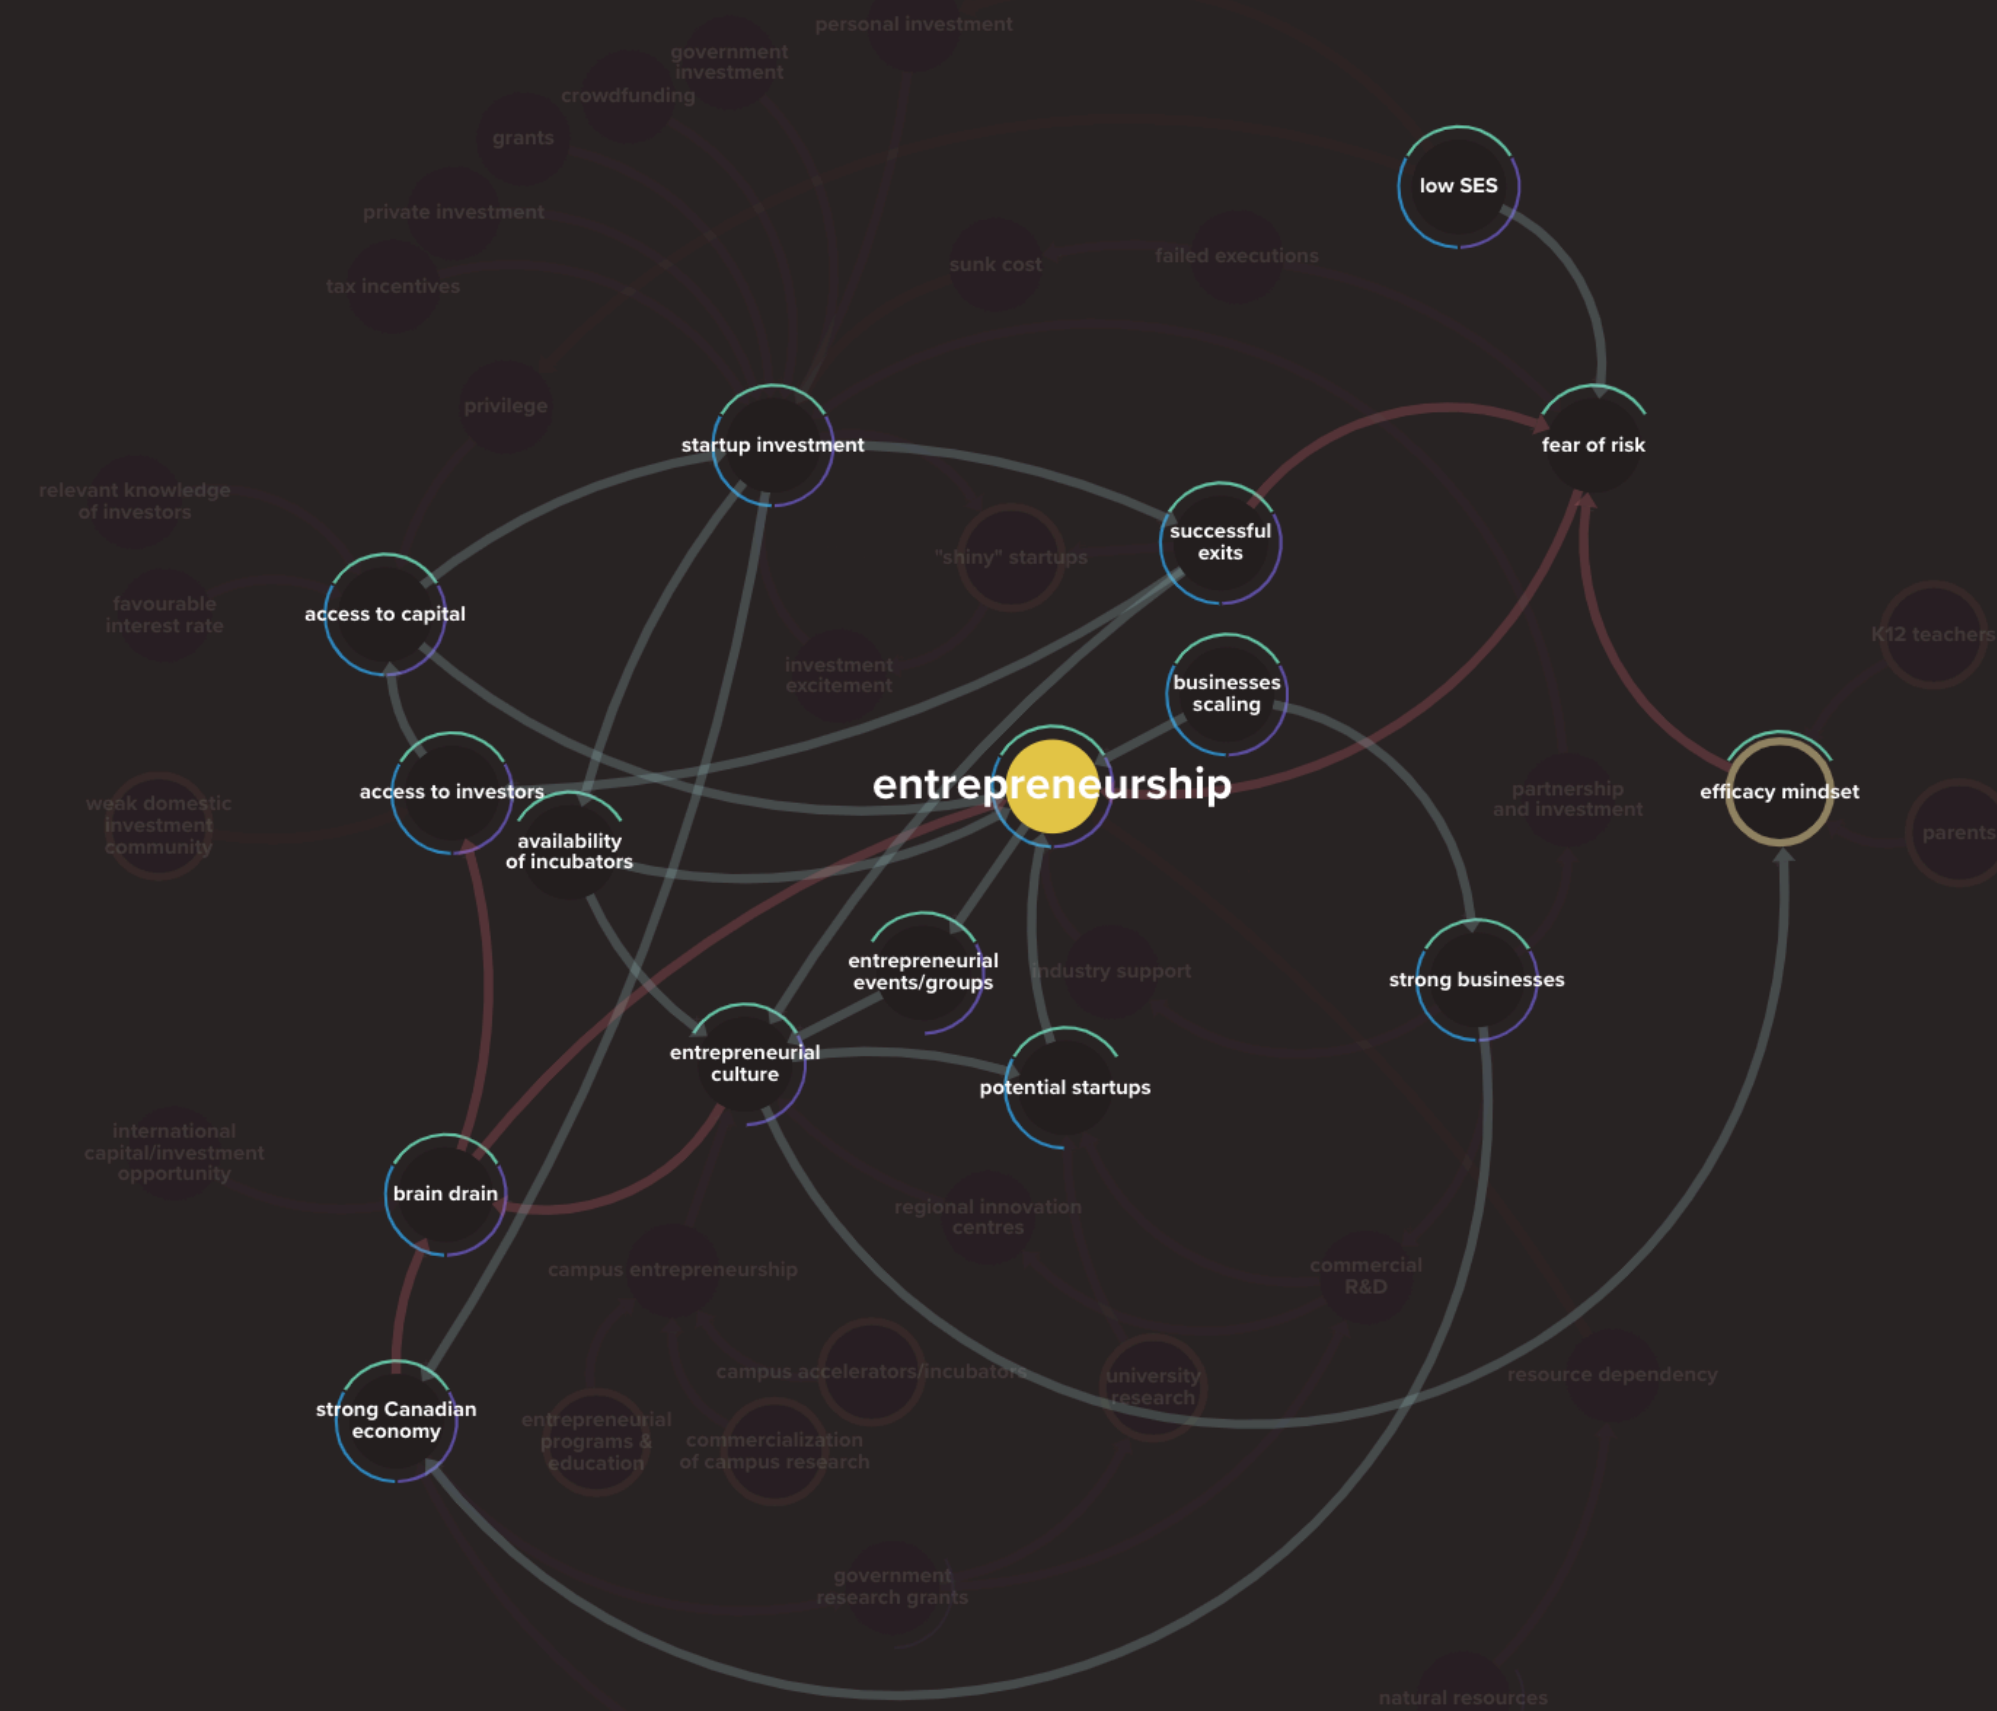 personal investment
government
investment
crowdfunding
grants
low SES
private investment
failed executions
sunk cost
tax incentives
privilege
startup investment
fear of risk
relevant knowledge
of investors
successful
exits
"shiny" startups
favourable
interest rate
access to capital
K12 teachers
investment
excitement
businesses
scaling
entrepreneurship
access to investors
efficacy mindset
partnership
and investment
weak domestic
investment
community
parents
availability
of incubators
entrepreneurial
events/groups
industry support
strong businesses
entrepreneurial
culture
potential startups
international
capital/investment
opportunity
brain drain
regional innovation
centres
campus entrepreneurship
commercial
R&D
campus accelerators/incubators
university
research
resource dependency
strong Canadian
economy
entrepreneurial
programs &
education
commercialization
of campus research
government
research grants
natural resources